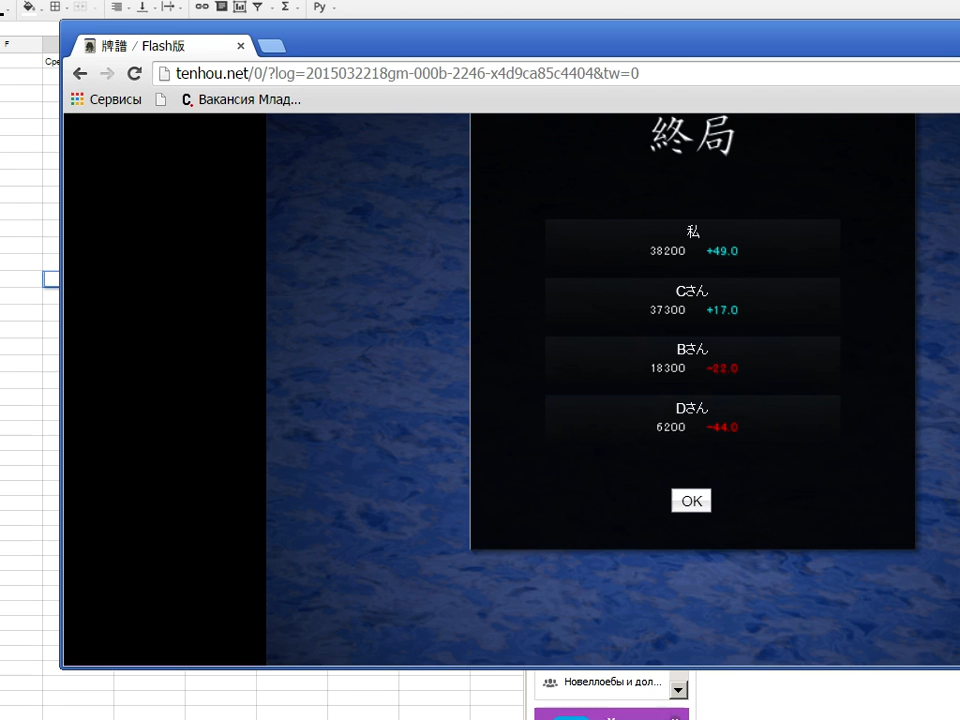 Σ
Py
F
Сре
牌譜 / Flash版
tenhou.net/0/?log=2015032218gm-000b-2246-x4d9ca85c4404&tw=0
Сервисы
Вакансия Млад...
終局
私
38200 +49.0
Cさん
37300 +17.0
Bさん
18300 -22.0
Dさん
6200 -44.0
OK
Новеллоебы и дол...